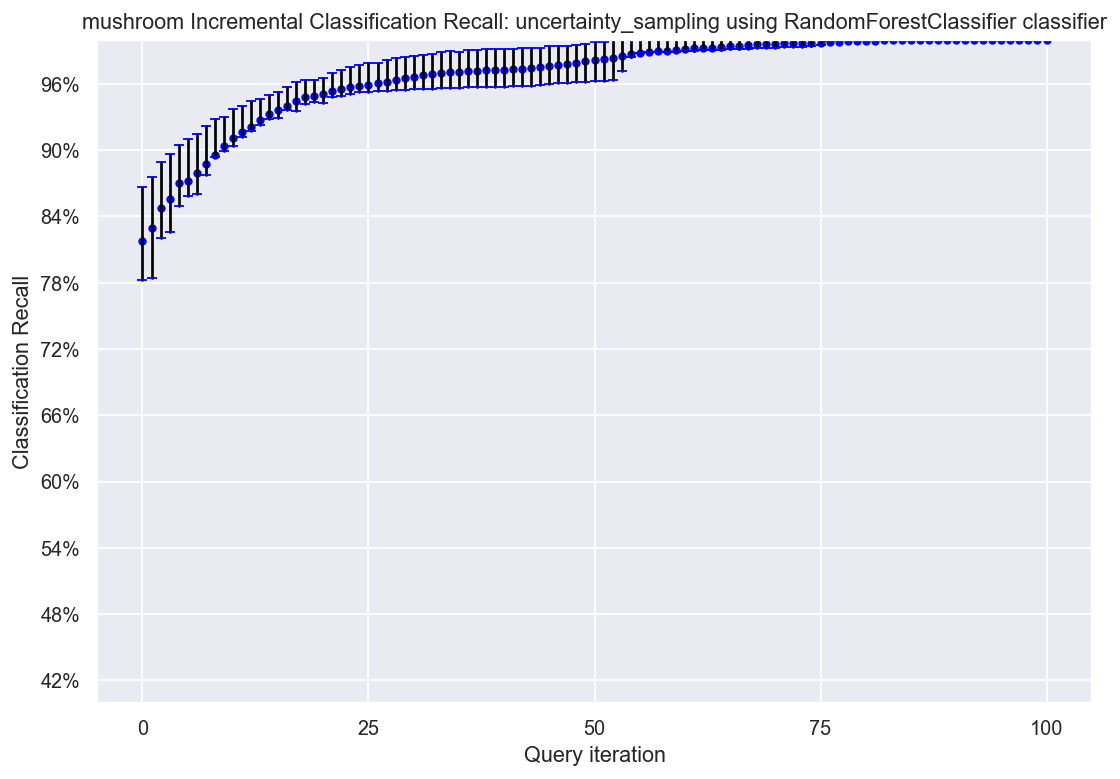 mushroom Incremental Classification Recall: uncertainty_sampling using RandomForestClassifier classifier
96%
90%
84%
78%
72%
66%
60%
54%
48%
42%
Classification Recall
0 25 50 75 100
Query iteration